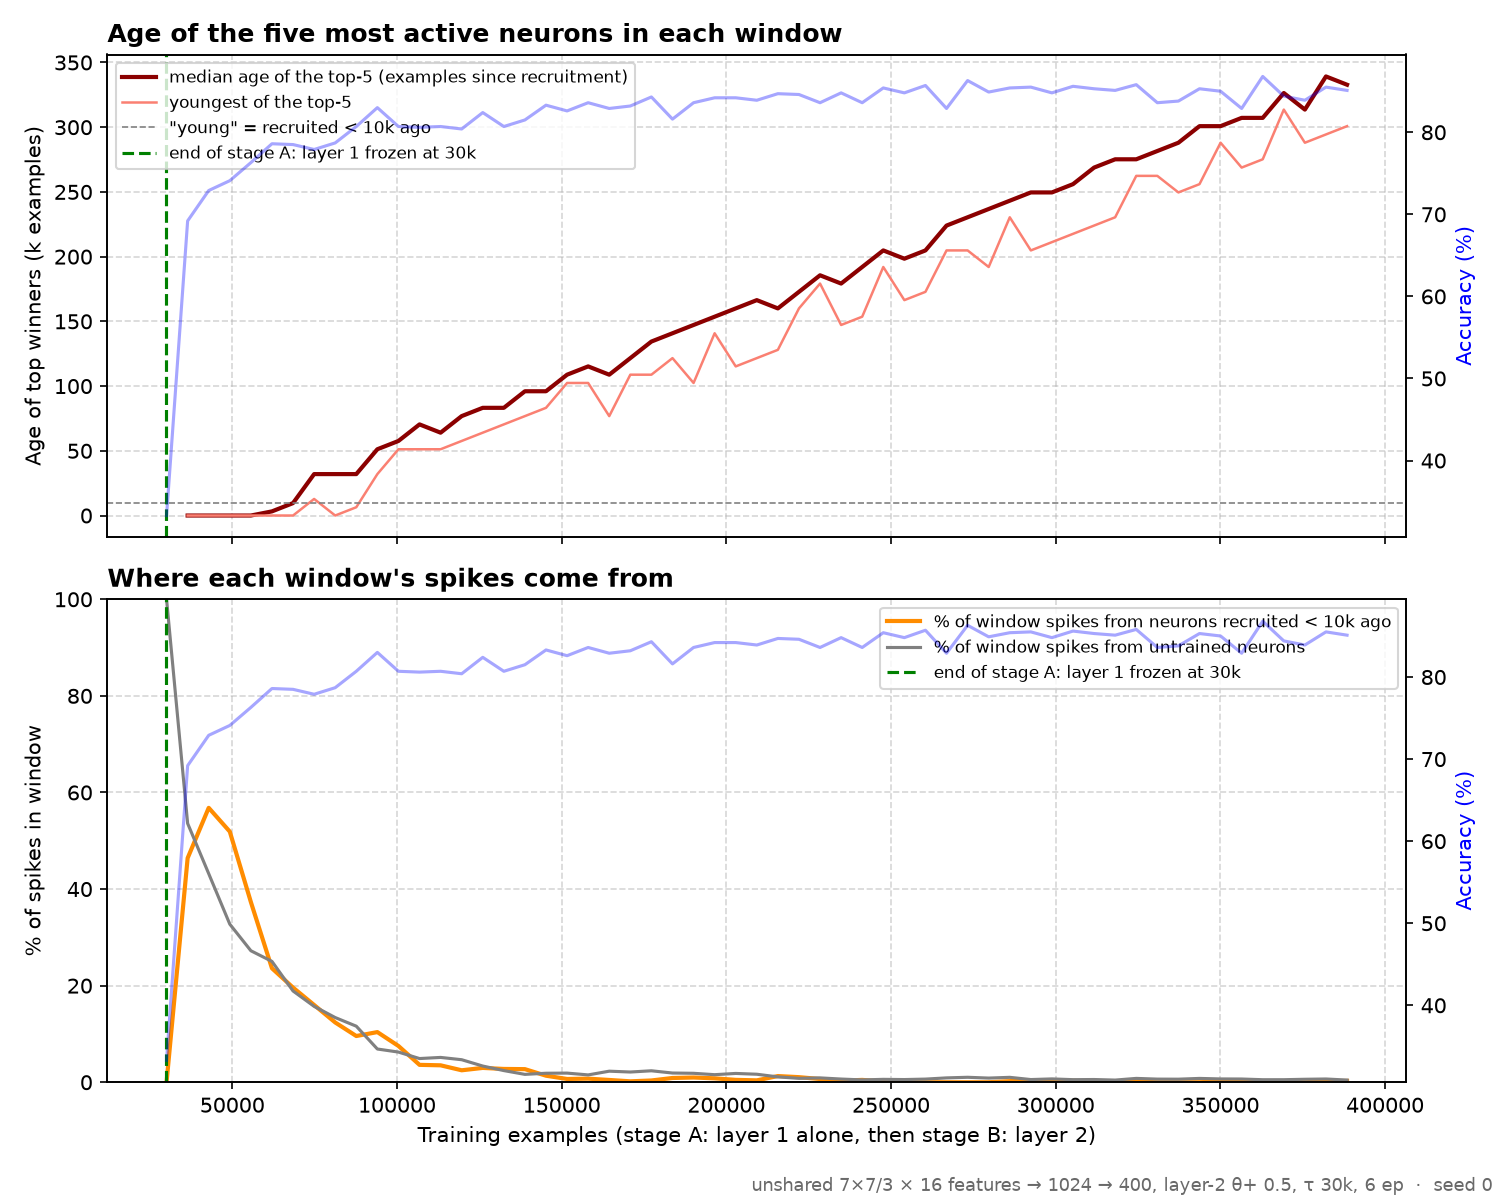 Age of the five most active neurons in each window
350
300
250
200
150
100
50
0
Age of top winners (k examples)
median age of the top-5 (examples since recruitment)
youngest of the top-5
"young" = recruited < 10k ago
end of stage A: layer 1 frozen at 30k
80
70
60
50
40
Accuracy (%)
Where each window's spikes come from
100
80
60
40
20
0
% of spikes in window
% of window spikes from neurons recruited < 10k ago
% of window spikes from untrained neurons
end of stage A: layer 1 frozen at 30k
80
70
60
50
40
Accuracy (%)
50000 100000 150000 200000 250000 300000 350000 400000
Training examples (stage A: layer 1 alone, then stage B: layer 2)
unshared 7×7/3 × 16 features → 1024 → 400, layer-2 θ+ 0.5, τ 30k, 6 ep · seed 0